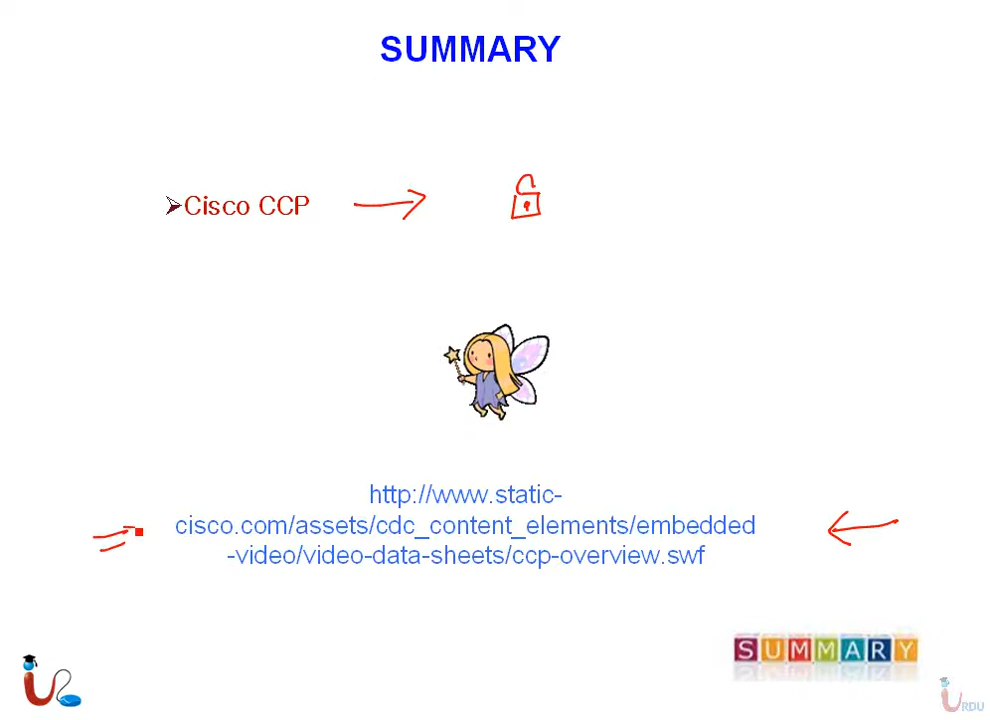 SUMMARY
Cisco CCP
http://www.static-
cisco.com/assets/cdc_content_elements/embedded
-video/video-data-sheets/ccp-overview.swf
SUMMARY
URDU